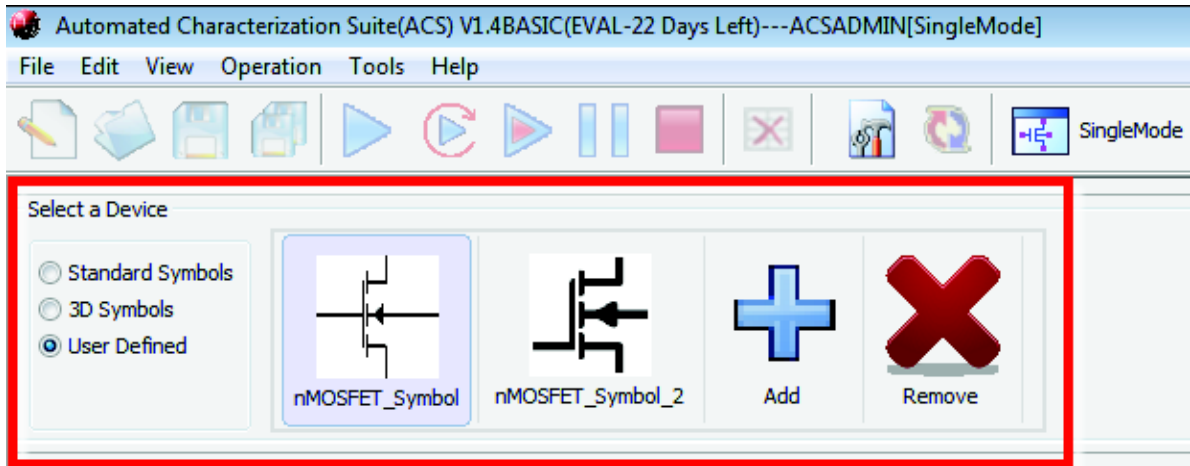 Automated Characterization Suite(ACS) V1.4BASIC(EVAL-22 Days Left)---ACSADMIN[SingleMode]
File Edit View Operation Tools Help
SingleMode
Select a Device
Standard Symbols
3D Symbols
User Defined
nMOSFET_Symbol
nMOSFET_Symbol_2
Add
Remove